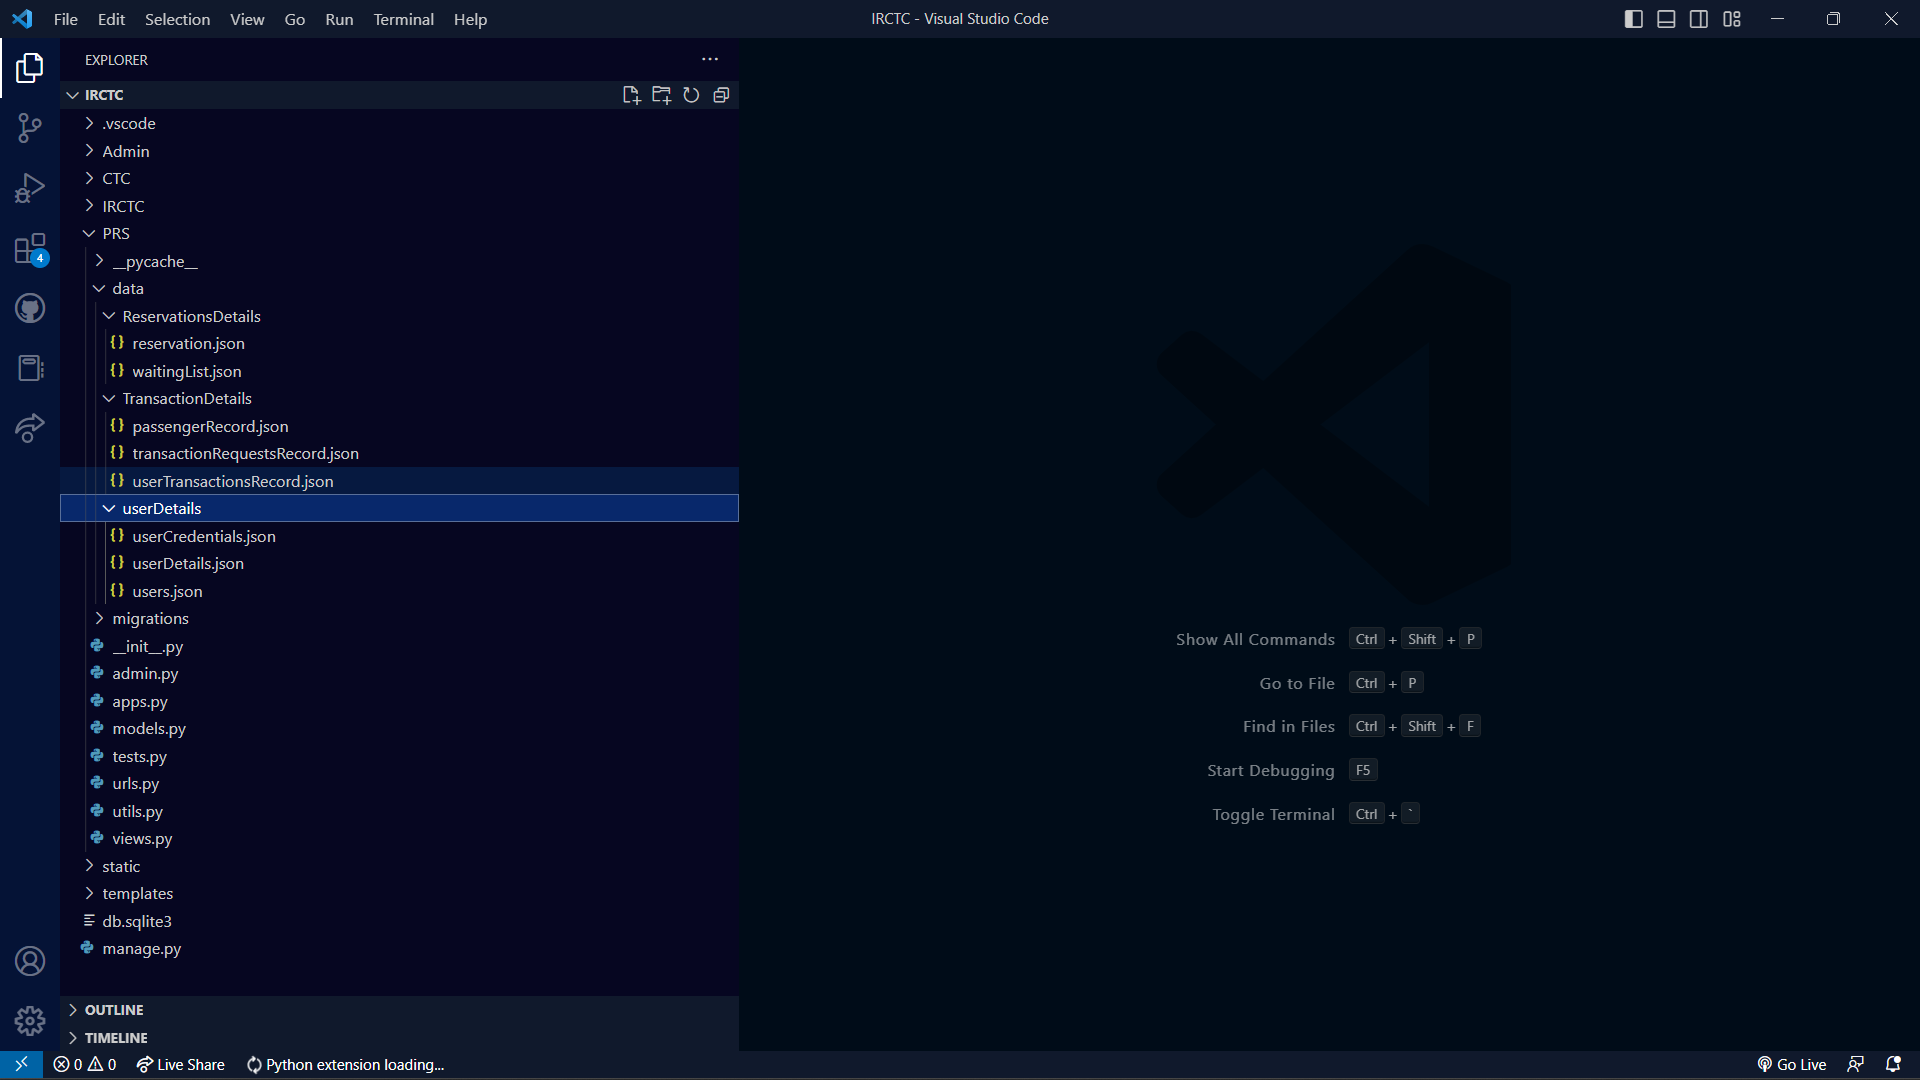 File Edit Selection View Go Run Terminal Help
IRCTC - Visual Studio Code
EXPLORER
IRCTC
.vscode
Admin
CTC
IRCTC
PRS
__pycache__
data
ReservationsDetails
{} reservation.json
{} waitingList.json
TransactionDetails
{} passengerRecord.json
{} transactionRequestsRecord.json
{} userTransactionsRecord.json
userDetails
{} userCredentials.json
{} userDetails.json
{} users.json
migrations
__init__.py
admin.py
apps.py
models.py
tests.py
urls.py
utils.py
views.py
static
templates
db.sqlite3
manage.py
OUTLINE
TIMELINE
4
Show All Commands Ctrl + Shift + P
Go to File Ctrl + P
Find in Files Ctrl + Shift + F
Start Debugging F5
Toggle Terminal Ctrl + `
0 0 Live Share Python extension loading...
Go Live